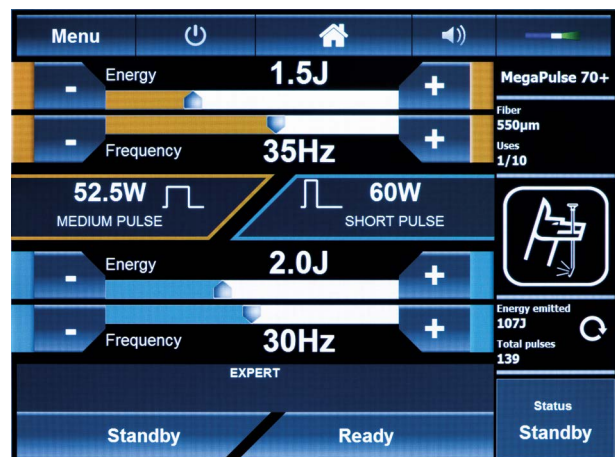 Menu
Energy
1.5J
-
+
MegaPulse 70+
Fiber
550µm
Uses
1/10
-
+
Frequency
35Hz
52.5W
MEDIUM PULSE
60W
SHORT PULSE
Energy
2.0J
-
+
-
+
Frequency
30Hz
Energy emitted
107J
Total pulses
139
EXPERT
Standby
Ready
Status
Standby